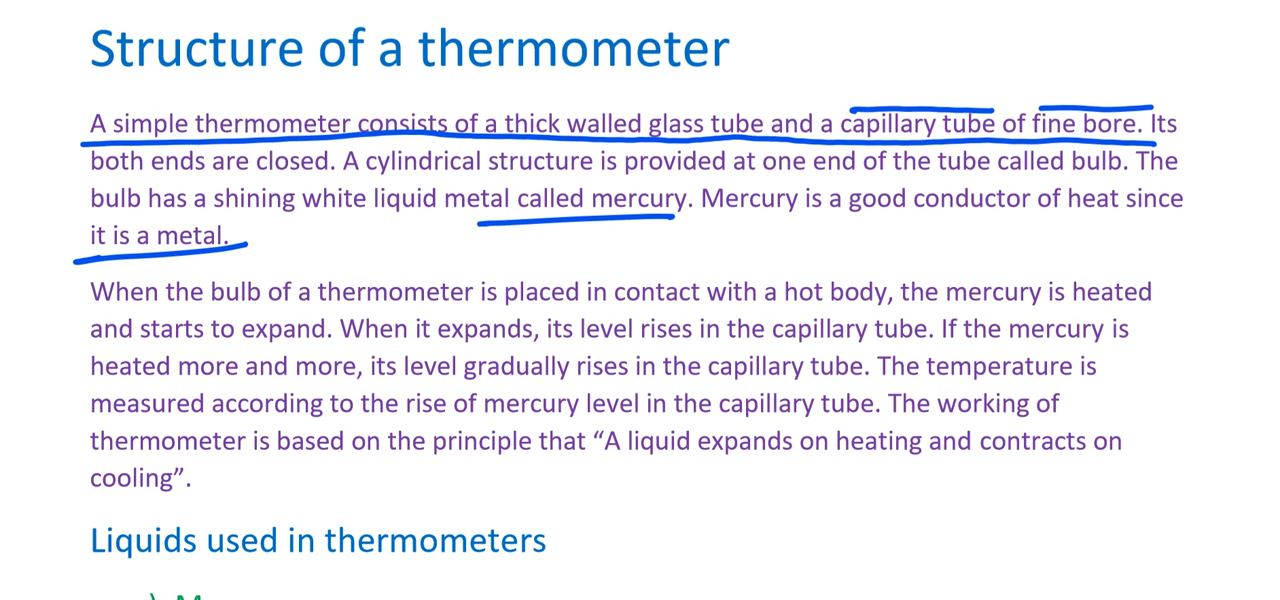 Structure of a thermometer
A simple thermometer consists of a thick walled glass tube and a capillary tube of fine bore. Its
both ends are closed. A cylindrical structure is provided at one end of the tube called bulb. The
bulb has a shining white liquid metal called mercury. Mercury is a good conductor of heat since
it is a metal.
When the bulb of a thermometer is placed in contact with a hot body, the mercury is heated
and starts to expand. When it expands, its level rises in the capillary tube. If the mercury is
heated more and more, its level gradually rises in the capillary tube. The temperature is
measured according to the rise of mercury level in the capillary tube. The working of
thermometer is based on the principle that “A liquid expands on heating and contracts on
cooling”.
Liquids used in thermometers